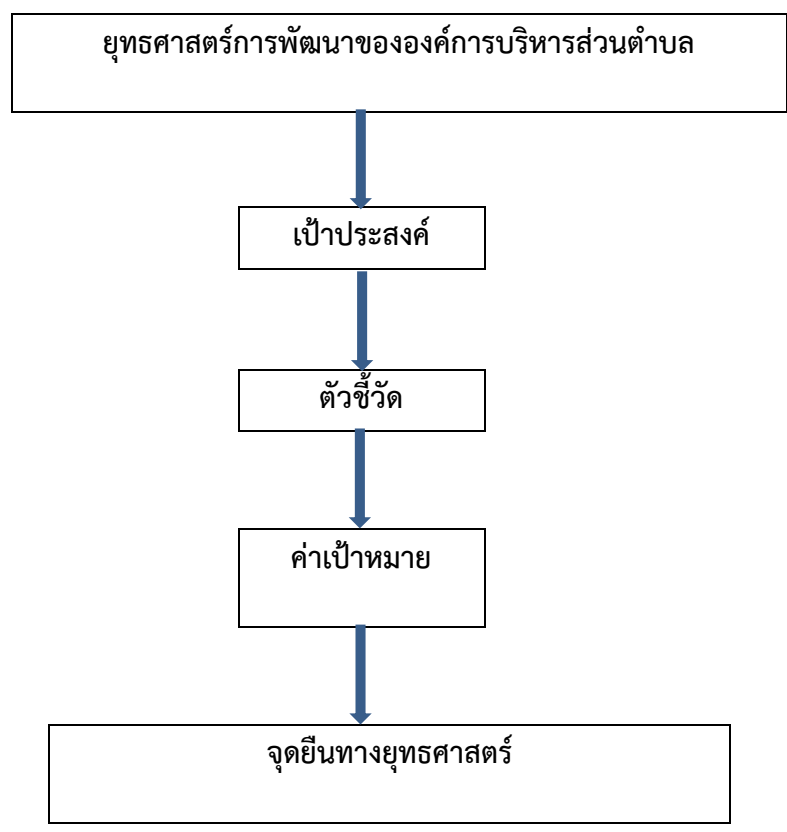 ยุทธศาสตร์การพัฒนาขององค์การบริหารส่วนตำบล
เป้าประสงค์
ตัวชี้วัด
ค่าเป้าหมาย
จุดยืนทางยุทธศาสตร์